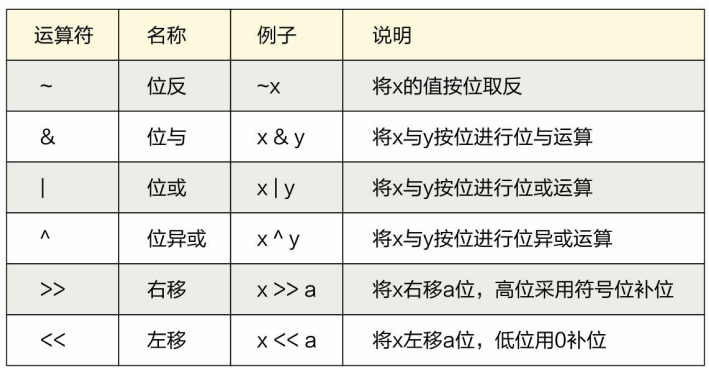 运算符 名称 例子 说明
~ 位反 ~x 将x的值按位取反
& 位与 x & y 将x与y按位进行位与运算
| 位或 x | y 将x与y按位进行位或运算
^ 位异或 x ^ y 将x与y按位进行位异或运算
>> 右移 x >> a 将x右移a位，高位采用符号位补位
<< 左移 x << a 将x左移a位，低位用0补位